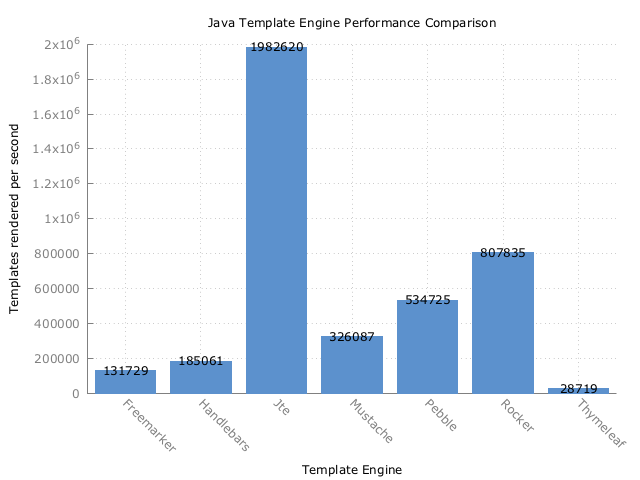 Java Template Engine Performance Comparison
Templates rendered per second
2x10⁶
1.8x10⁶
1.6x10⁶
1.4x10⁶
1.2x10⁶
1x10⁶
800000
600000
400000
200000
0
131729
185061
1982620
326087
534725
807835
28719
Freemarker
Handlebars
Jte
Mustache
Pebble
Rocker
Thymeleaf
Template Engine